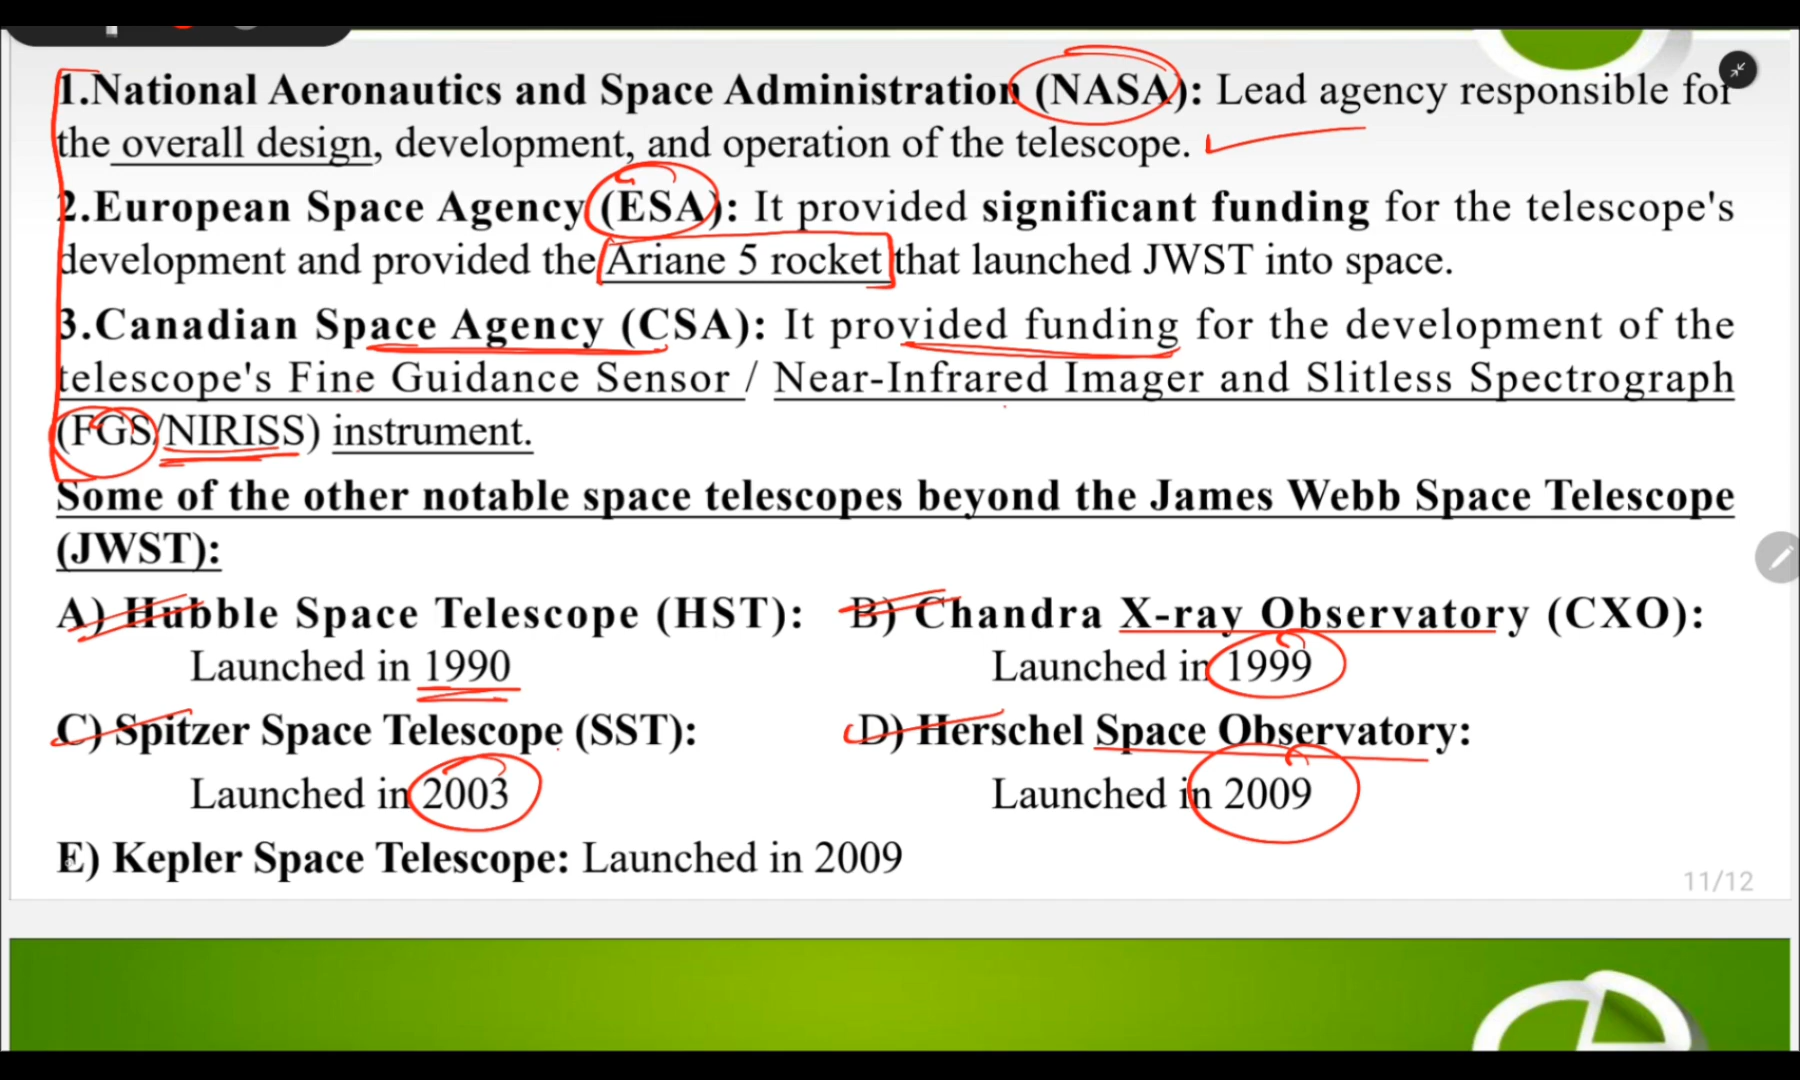 1.National Aeronautics and Space Administration (NASA): Lead agency responsible for
the overall design, development, and operation of the telescope.
2.European Space Agency (ESA): It provided significant funding for the telescope's
development and provided the Ariane 5 rocket that launched JWST into space.
3.Canadian Space Agency (CSA): It provided funding for the development of the
telescope's Fine Guidance Sensor / Near-Infrared Imager and Slitless Spectrograph
(FGS/NIRISS) instrument.
Some of the other notable space telescopes beyond the James Webb Space Telescope
(JWST):
A) Hubble Space Telescope (HST): B) Chandra X-ray Observatory (CXO):
Launched in 1990 Launched in 1999
C) Spitzer Space Telescope (SST): D) Herschel Space Observatory:
Launched in 2003 Launched in 2009
E) Kepler Space Telescope: Launched in 2009
11/12